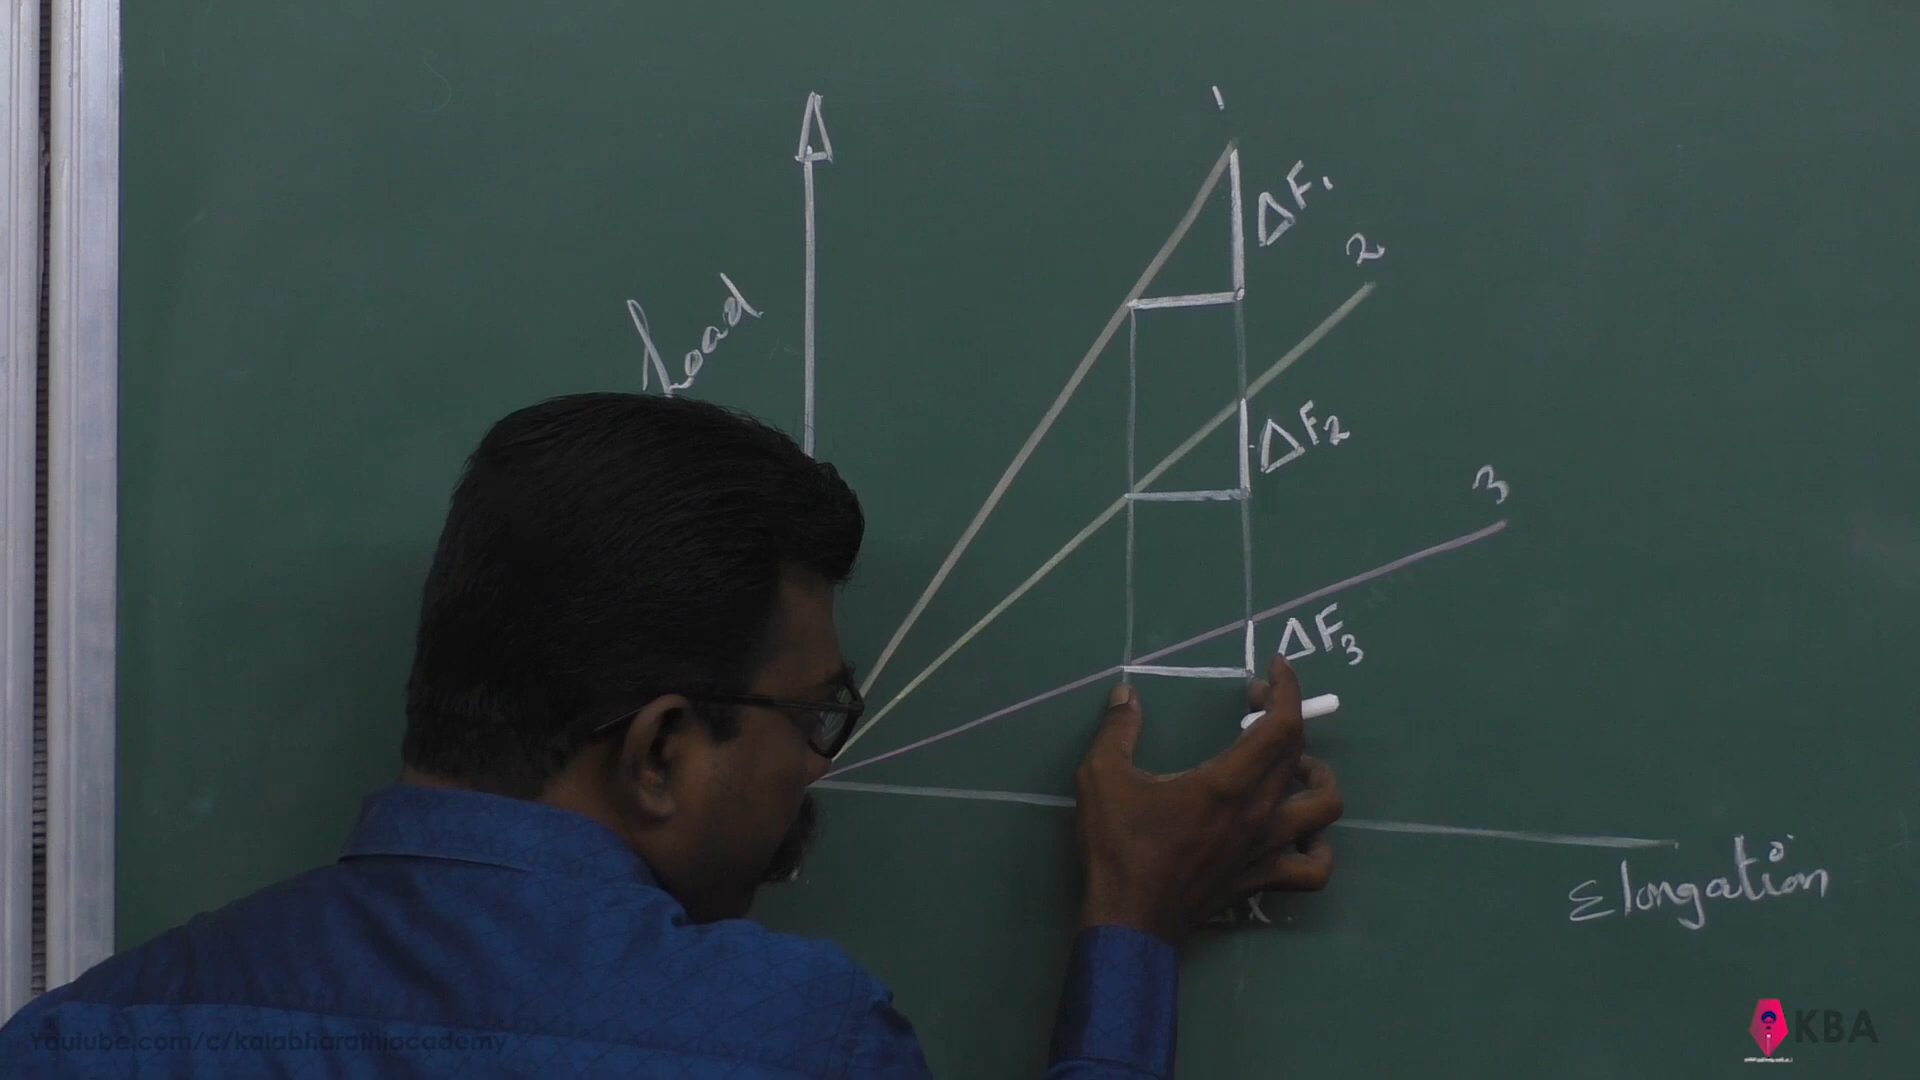 1
ΔF₁
2
Load
ΔF₂
3
ΔF₃
x
Elongation
KBA
Youtube.com/c/kalabharathiacademy